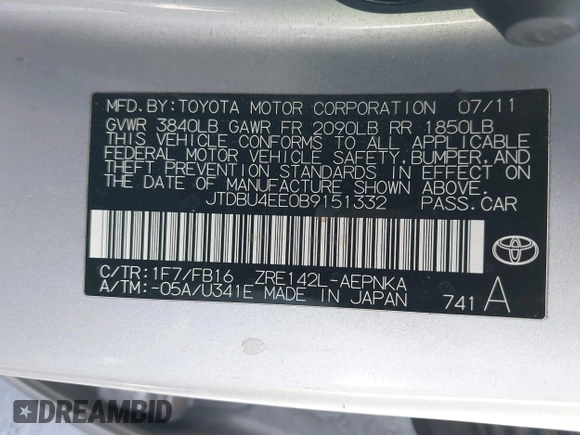 MFD.BY:TOYOTA MOTOR CORPORATION 07/11
GVWR 3840LB GAWR FR 2090LB RR 1850LB
THIS VEHICLE CONFORMS TO ALL APPLICABLE
FEDERAL MOTOR VEHICLE SAFETY, BUMPER, AND
THEFT PREVENTION STANDARDS IN EFFECT ON
THE DATE OF MANUFACTURE SHOWN ABOVE.
JTDBU4EE0B9151332 PASS.CAR
C/TR:1F7/FB16 ZRE142L-AEPNKA
A/TM:-05A/U341E MADE IN JAPAN 741 A
DREAMBID